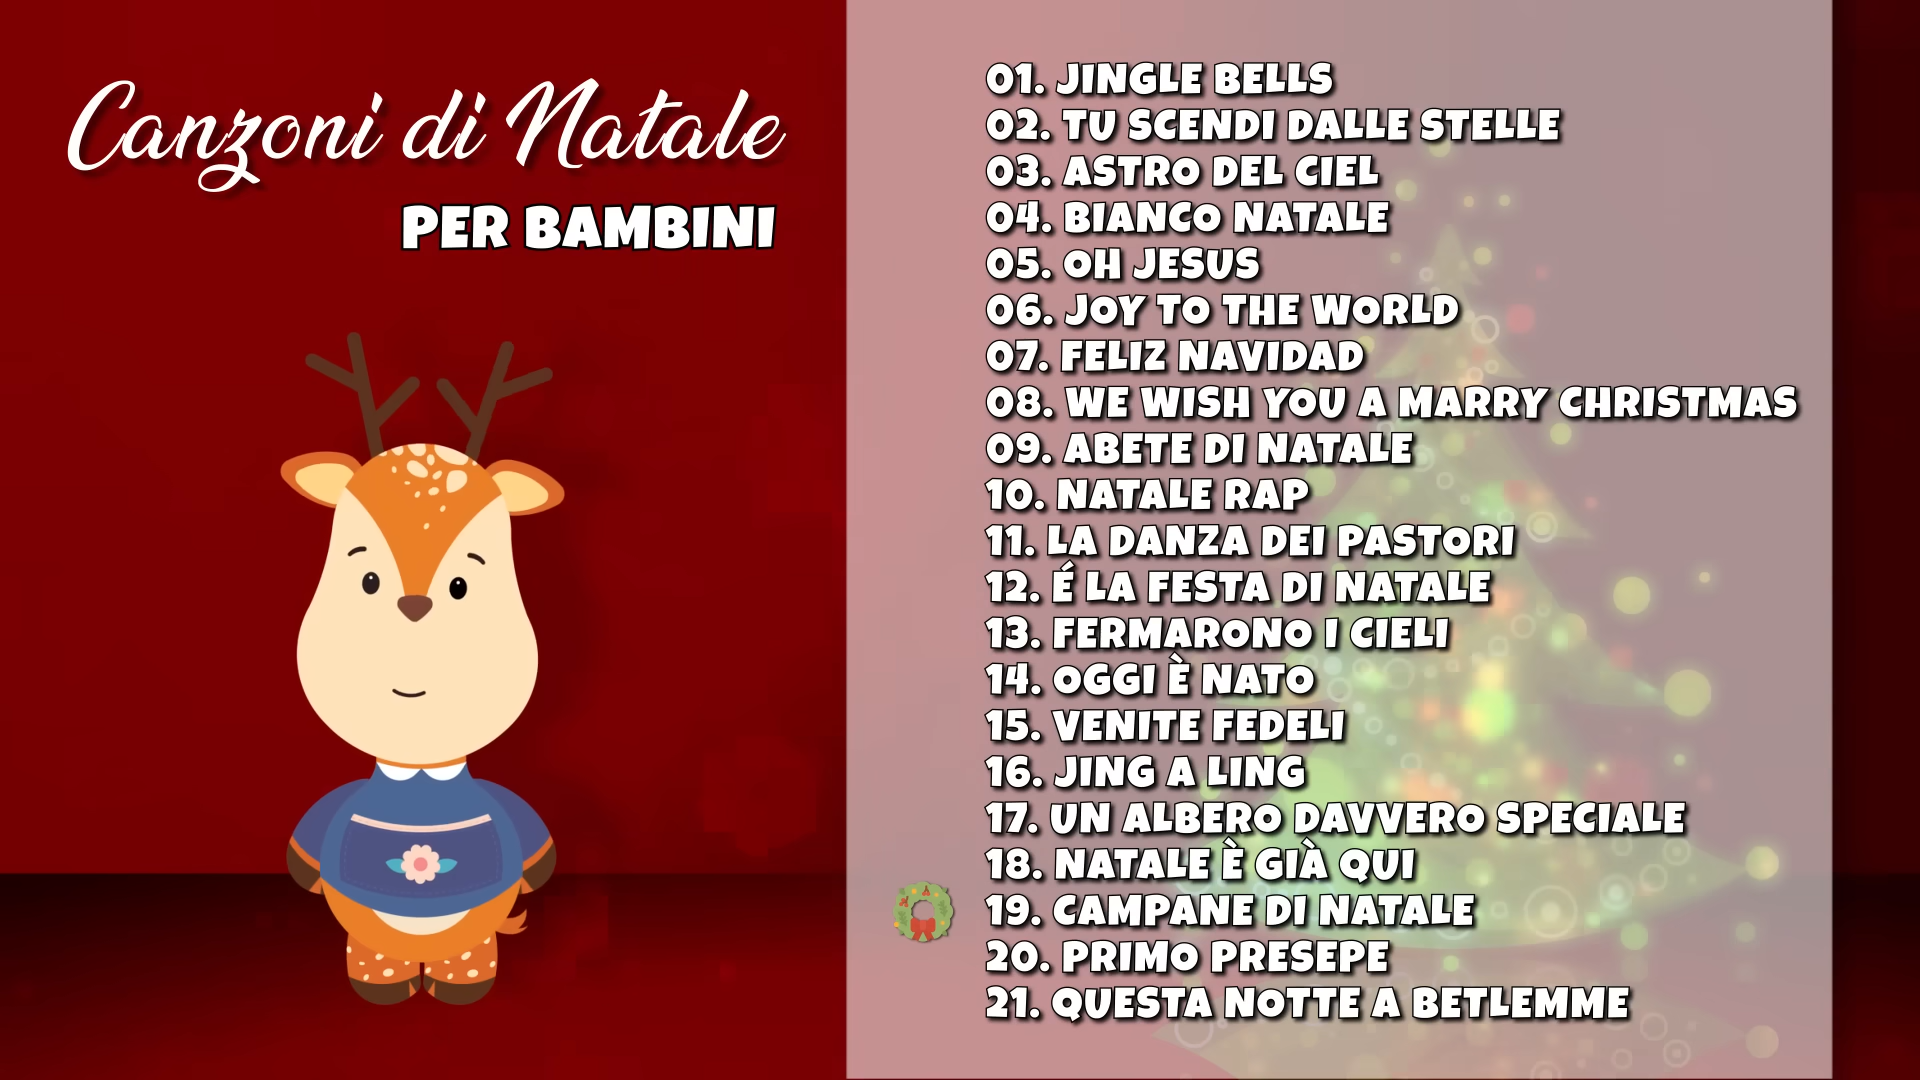 Canzoni di Natale
PER BAMBINI
01. JINGLE BELLS
02. TU SCENDI DALLE STELLE
03. ASTRO DEL CIEL
04. BIANCO NATALE
05. OH JESUS
06. JOY TO THE WORLD
07. FELIZ NAVIDAD
08. WE WISH YOU A MARRY CHRISTMAS
09. ABETE DI NATALE
10. NATALE RAP
11. LA DANZA DEI PASTORI
12. É LA FESTA DI NATALE
13. FERMARONO I CIELI
14. OGGI È NATO
15. VENITE FEDELI
16. JING A LING
17. UN ALBERO DAVVERO SPECIALE
18. NATALE È GIÀ QUI
19. CAMPANE DI NATALE
20. PRIMO PRESEPE
21. QUESTA NOTTE A BETLEMME